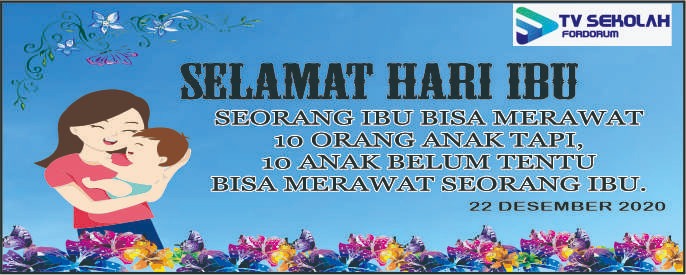 TV SEKOLAH
FORDORUM
SELAMAT HARI IBU
SEORANG IBU BISA MERAWAT
10 ORANG ANAK TAPI,
10 ANAK BELUM TENTU
BISA MERAWAT SEORANG IBU.
22 DESEMBER 2020